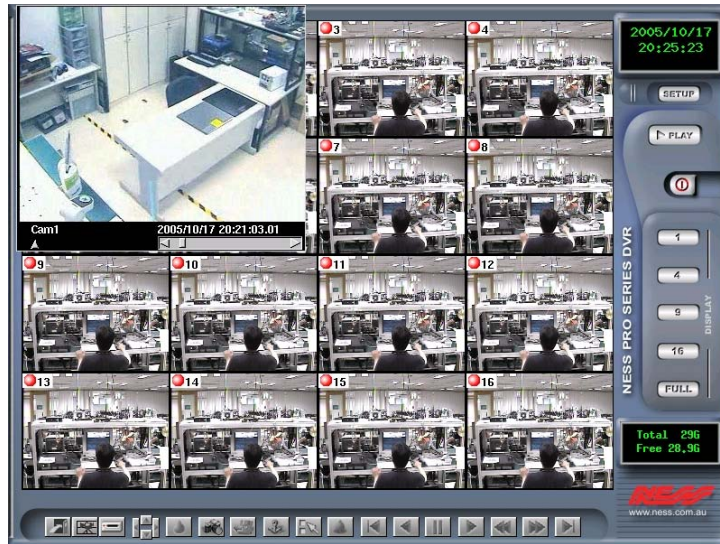 3
4
2005/10/17
20:25:23
SETUP
PLAY
7
8
Cam1 2005/10/17 20:21:03.01
1
4
9
16
FULL
DISPLAY
NESS PRO SERIES DVR
9
10
11
12
13
14
15
16
Total 29G
Free 28.9G
NESS
www.ness.com.au